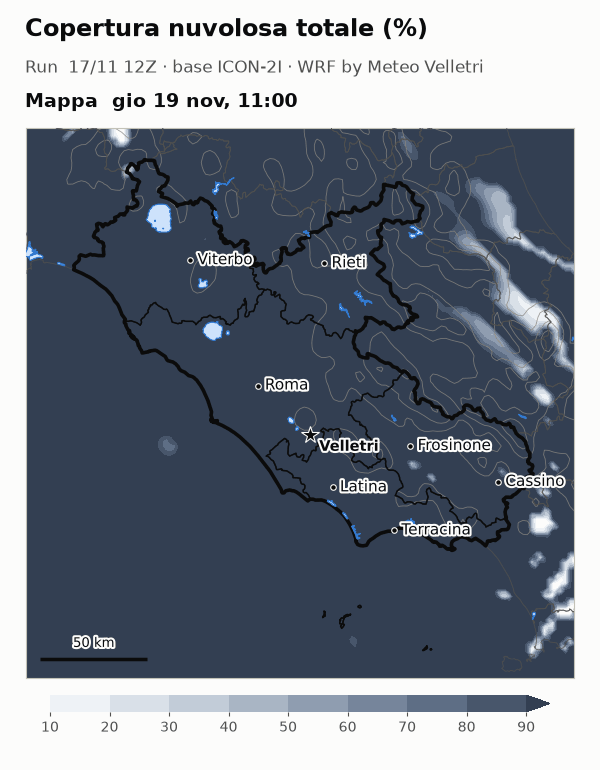 Copertura nuvolosa totale (%)
Run  17/11 12Z · base ICON-2I · WRF by Meteo Velletri
Mappa  gio 19 nov, 11:00
Viterbo
Rieti
Roma
Velletri
Frosinone
Cassino
Latina
Terracina
50 km
10 20 30 40 50 60 70 80 90